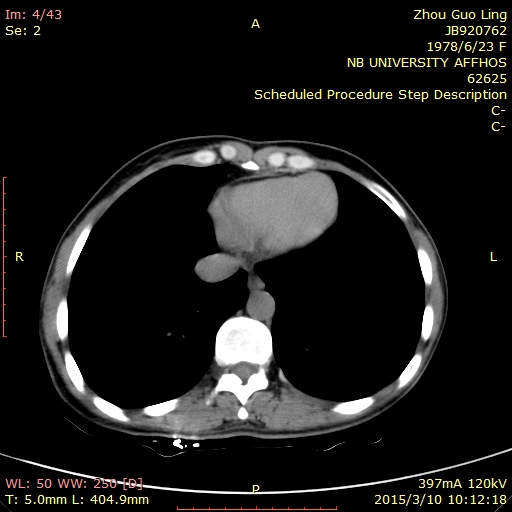 Im: 4/43
Se: 2
A
Zhou Guo Ling
JB920762
1978/6/23 F
NB UNIVERSITY AFFHOS
62625
Scheduled Procedure Step Description
C-
C-
R
L
WL: 50 WW: 250 [D]
T: 5.0mm L: 404.9mm
P
397mA 120kV
2015/3/10 10:12:18